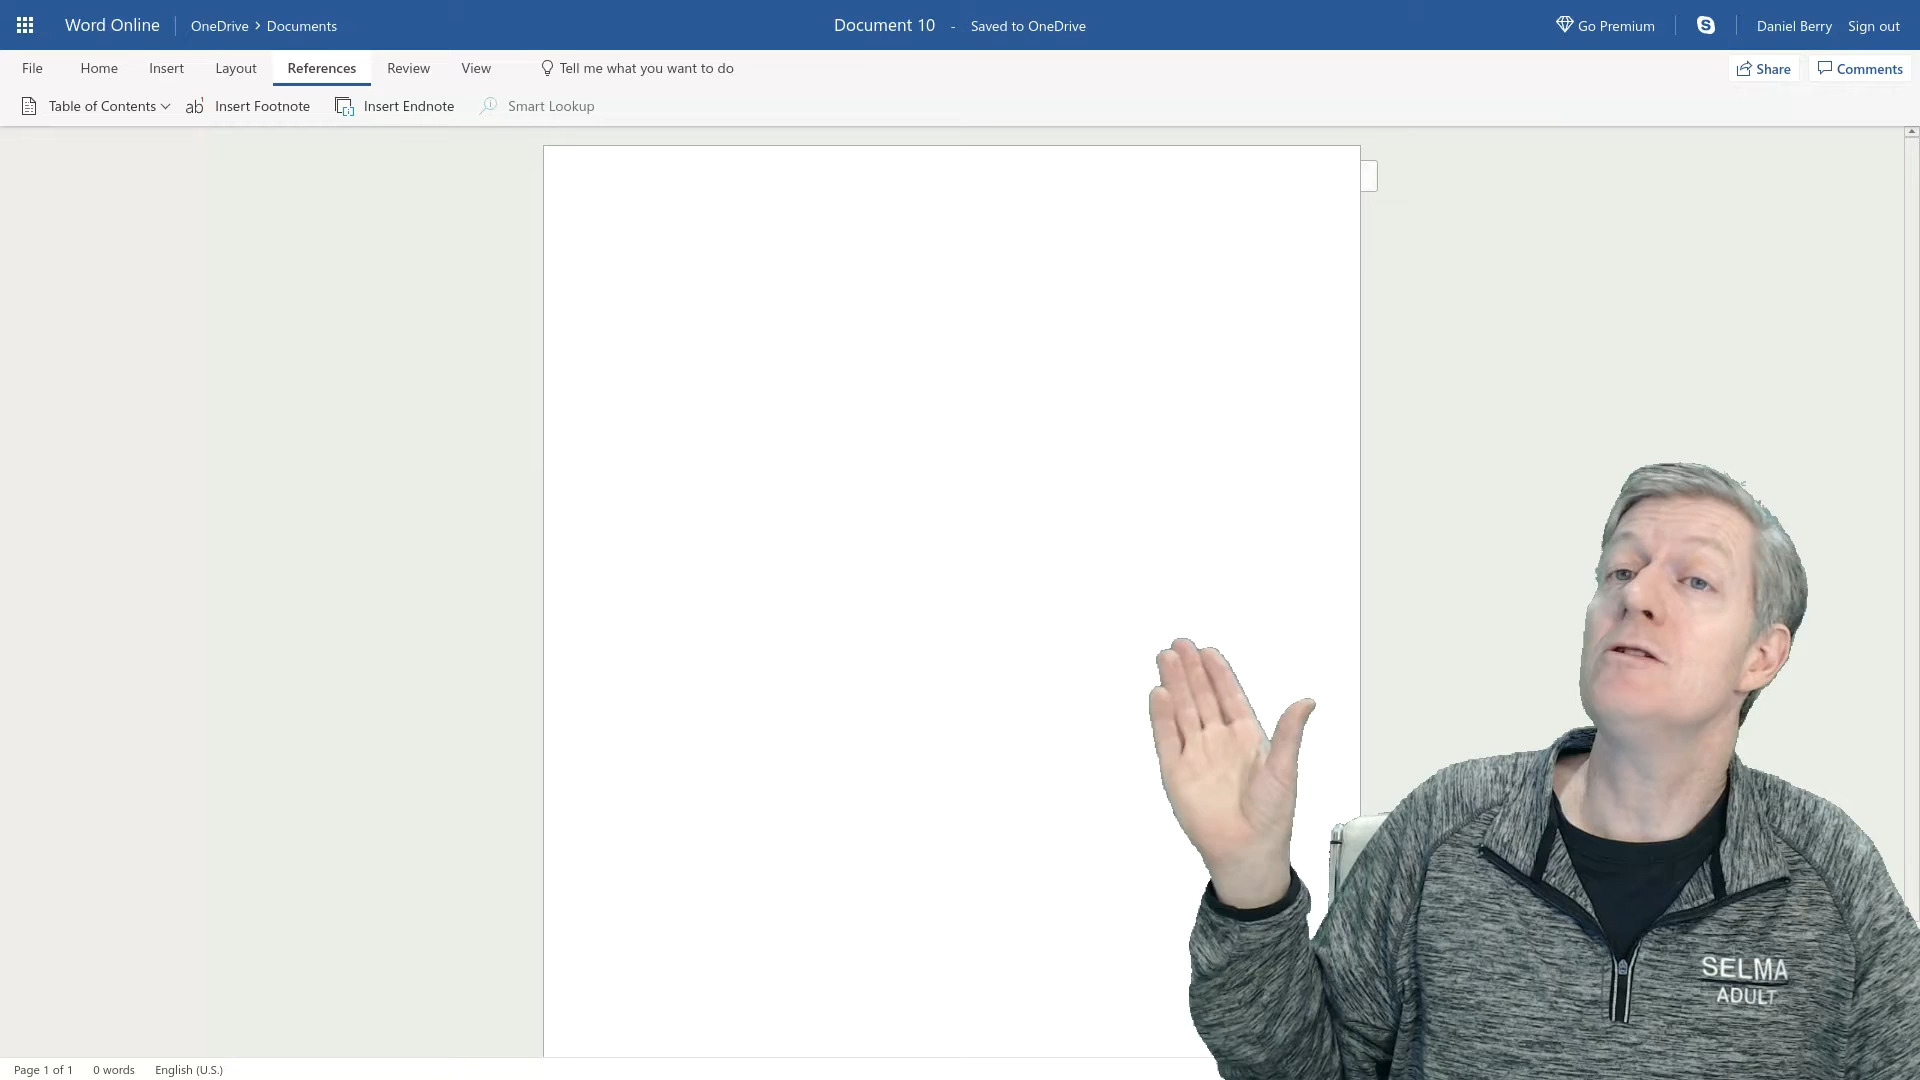 Word Online OneDrive > Documents Document 10 - Saved to OneDrive Go Premium Daniel Berry Sign out
File Home Insert Layout References Review View Tell me what you want to do Share Comments
Table of Contents ab Insert Footnote Insert Endnote Smart Lookup
SELMA
ADULT
Page 1 of 1 0 words English (U.S.)